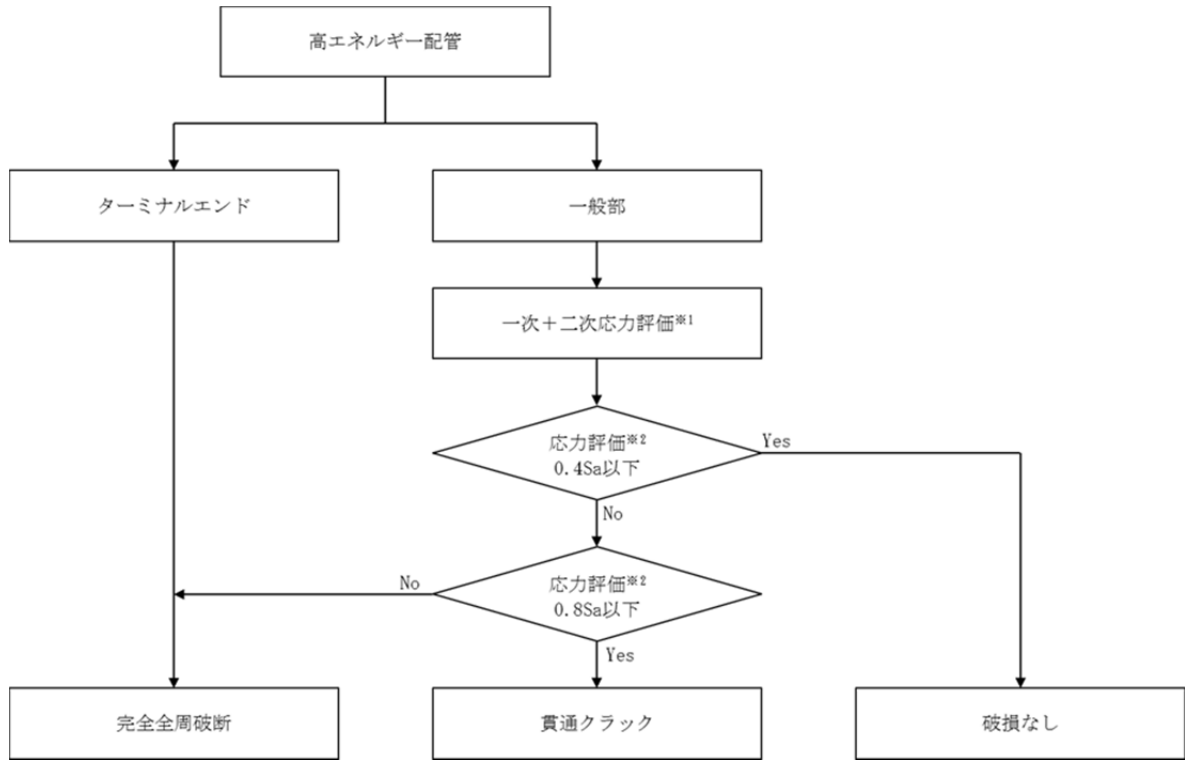 高エネルギー配管
ターミナルエンド
一般部
一次＋二次応力評価※1
応力評価※2
0.4Sa以下
Yes
No
応力評価※2
0.8Sa以下
No
Yes
完全全周破断
貫通クラック
破損なし